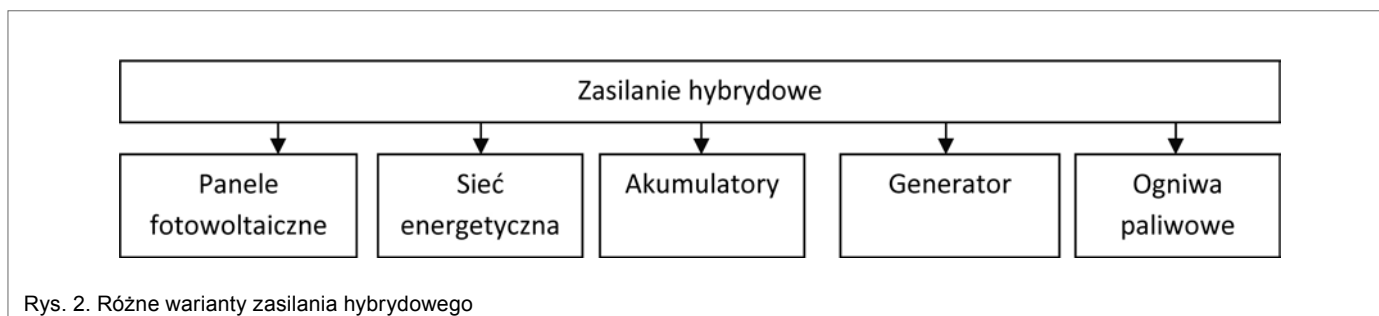 Zasilanie hybrydowe
Panele
fotowoltaiczne
Sieć
energetyczna
Akumulatory
Generator
Ogniwa
paliwowe
Rys. 2. Różne warianty zasilania hybrydowego